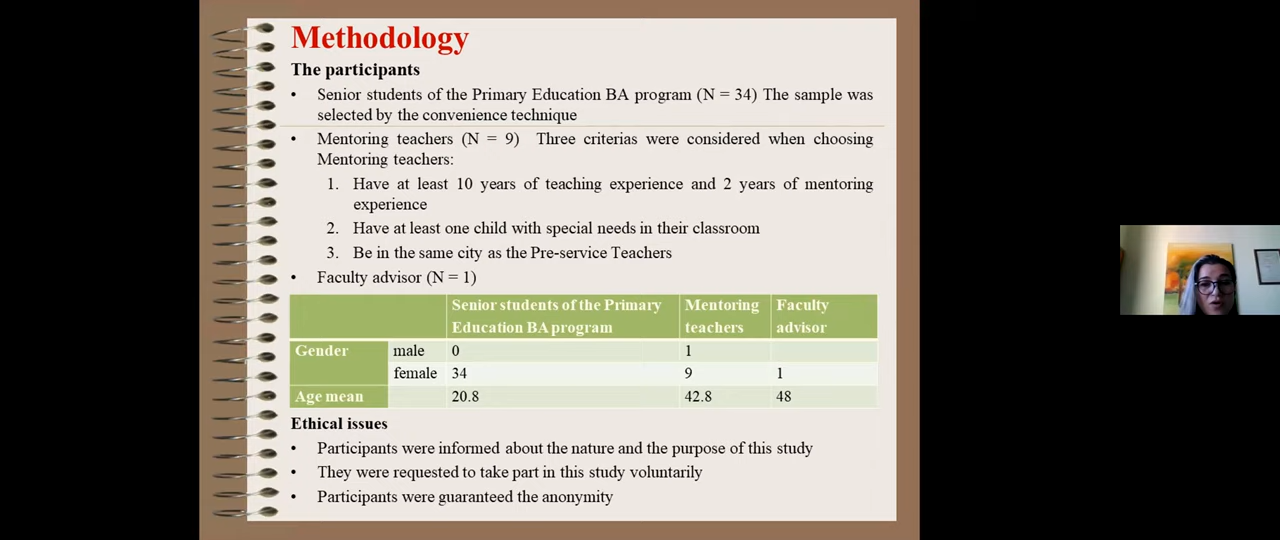 Methodology
The participants
• Senior students of the Primary Education BA program (N = 34) The sample was
selected by the convenience technique
• Mentoring teachers (N = 9) Three criterias were considered when choosing
Mentoring teachers:
1. Have at least 10 years of teaching experience and 2 years of mentoring
experience
2. Have at least one child with special needs in their classroom
3. Be in the same city as the Pre-service Teachers
• Faculty advisor (N = 1)
Senior students of the Primary Mentoring Faculty
Education BA program teachers advisor
Gender male 0 1
female 34 9 1
Age mean 20.8 42.8 48
Ethical issues
• Participants were informed about the nature and the purpose of this study
• They were requested to take part in this study voluntarily
• Participants were guaranteed the anonymity